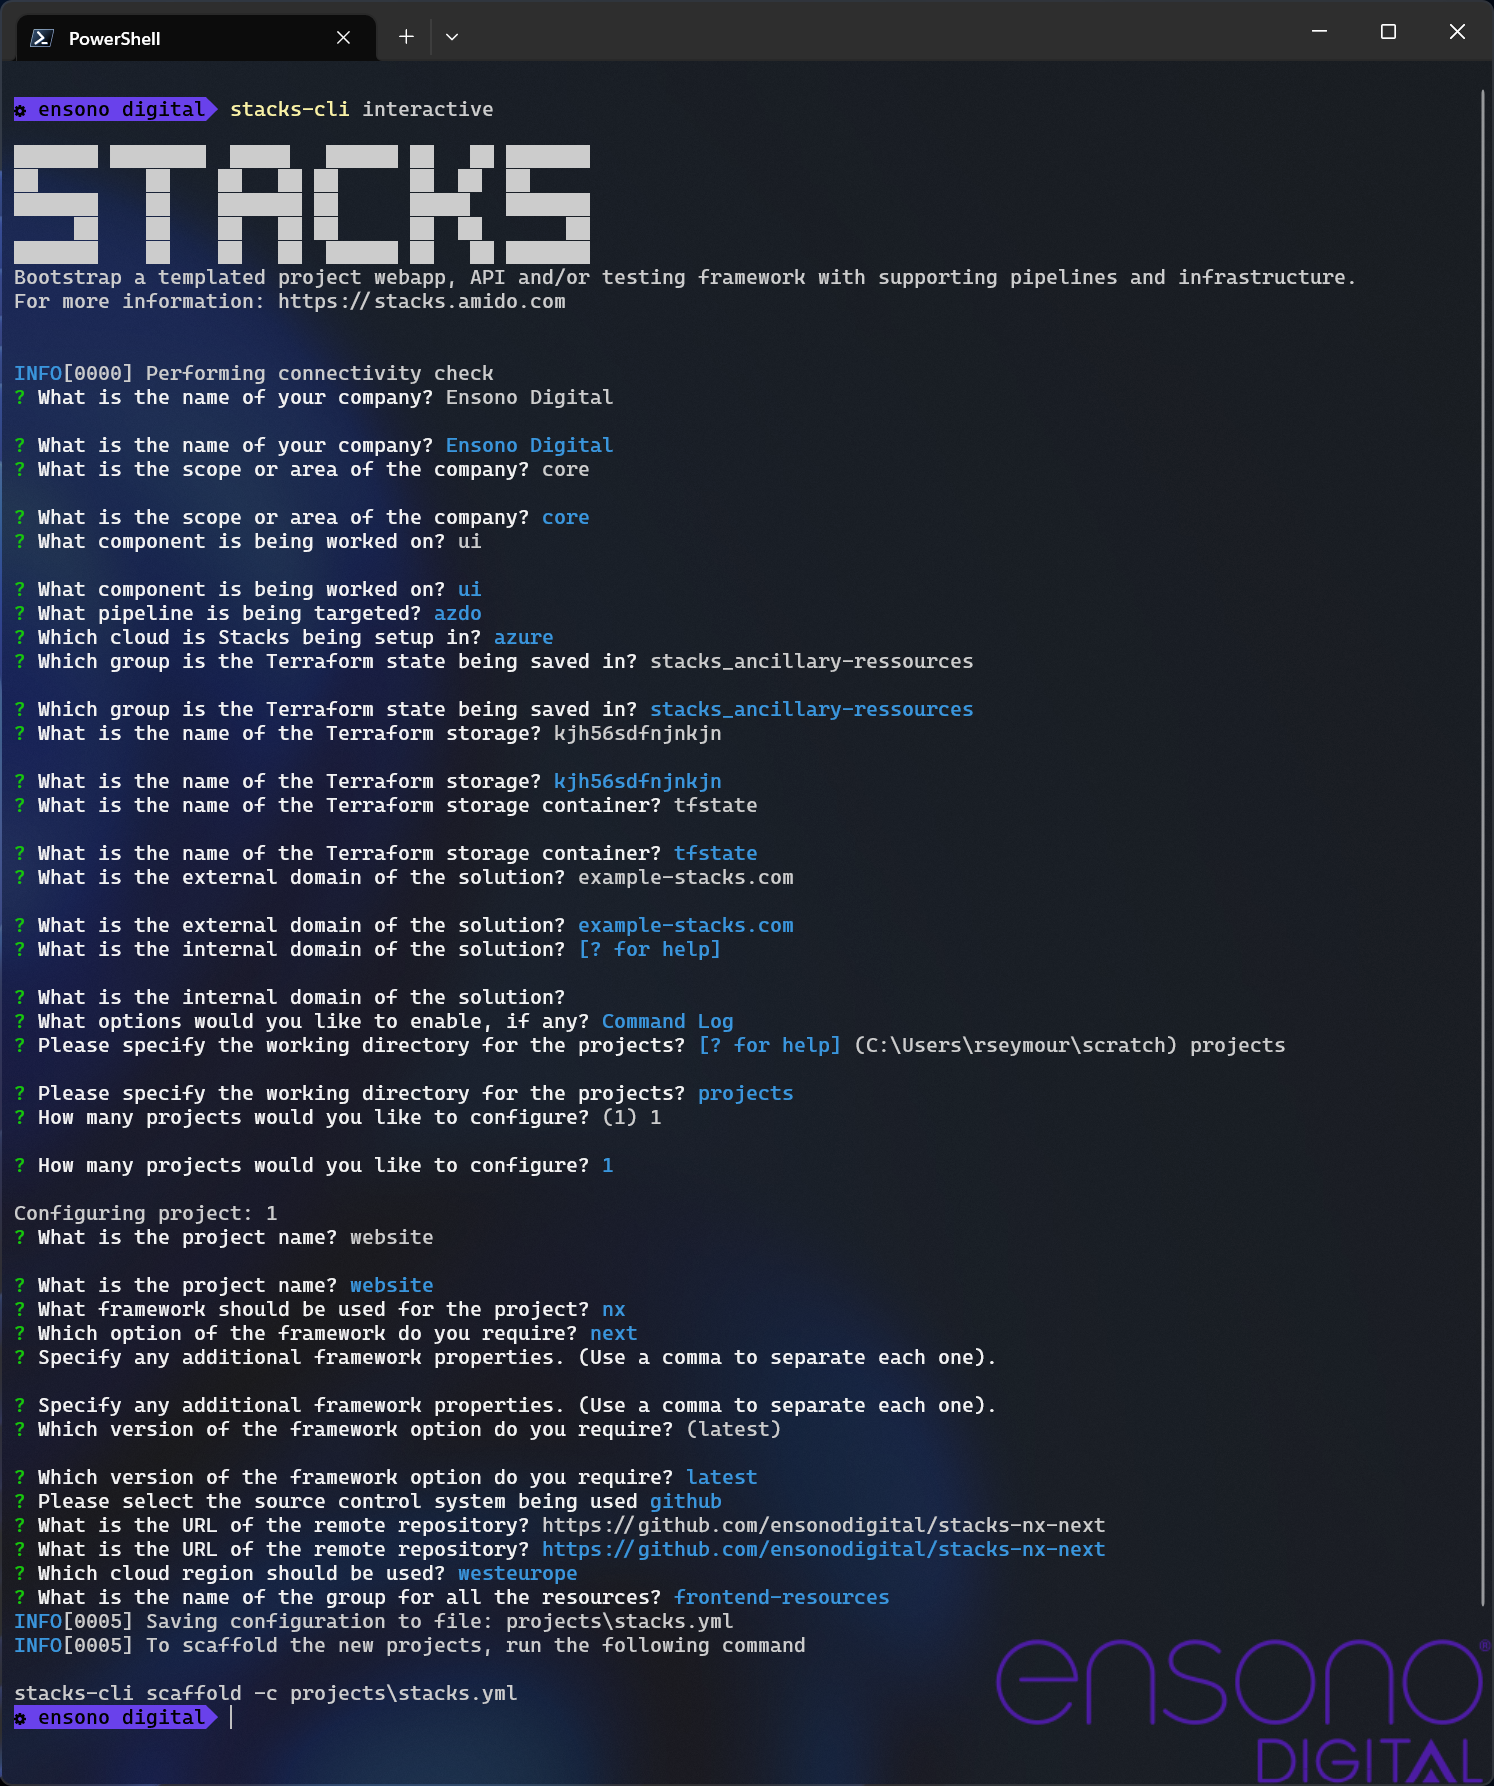 PowerShell
ensono digital stacks-cli interactive
STACKS
Bootstrap a templated project webapp, API and/or testing framework with supporting pipelines and infrastructure.
For more information: https://stacks.amido.com
INFO[0000] Performing connectivity check
? What is the name of your company? Ensono Digital
? What is the name of your company? Ensono Digital
? What is the scope or area of the company? core
? What is the scope or area of the company? core
? What component is being worked on? ui
? What component is being worked on? ui
? What pipeline is being targeted? azdo
? Which cloud is Stacks being setup in? azure
? Which group is the Terraform state being saved in? stacks_ancillary-ressources
? Which group is the Terraform state being saved in? stacks_ancillary-ressources
? What is the name of the Terraform storage? kjh56sdfnjnkjn
? What is the name of the Terraform storage? kjh56sdfnjnkjn
? What is the name of the Terraform storage container? tfstate
? What is the name of the Terraform storage container? tfstate
? What is the external domain of the solution? example-stacks.com
? What is the external domain of the solution? example-stacks.com
? What is the internal domain of the solution? [? for help]
? What is the internal domain of the solution?
? What options would you like to enable, if any? Command Log
? Please specify the working directory for the projects? [? for help] (C:\Users\rseymour\scratch) projects
? Please specify the working directory for the projects? projects
? How many projects would you like to configure? (1) 1
? How many projects would you like to configure? 1
Configuring project: 1
? What is the project name? website
? What is the project name? website
? What framework should be used for the project? nx
? Which option of the framework do you require? next
? Specify any additional framework properties. (Use a comma to separate each one).
? Specify any additional framework properties. (Use a comma to separate each one).
? Which version of the framework option do you require? (latest)
? Which version of the framework option do you require? latest
? Please select the source control system being used github
? What is the URL of the remote repository? https://github.com/ensonodigital/stacks-nx-next
? What is the URL of the remote repository? https://github.com/ensonodigital/stacks-nx-next
? Which cloud region should be used? westeurope
? What is the name of the group for all the resources? frontend-resources
INFO[0005] Saving configuration to file: projects\stacks.yml
INFO[0005] To scaffold the new projects, run the following command
stacks-cli scaffold -c projects\stacks.yml
ensono digital
ensono®
DIGITAL